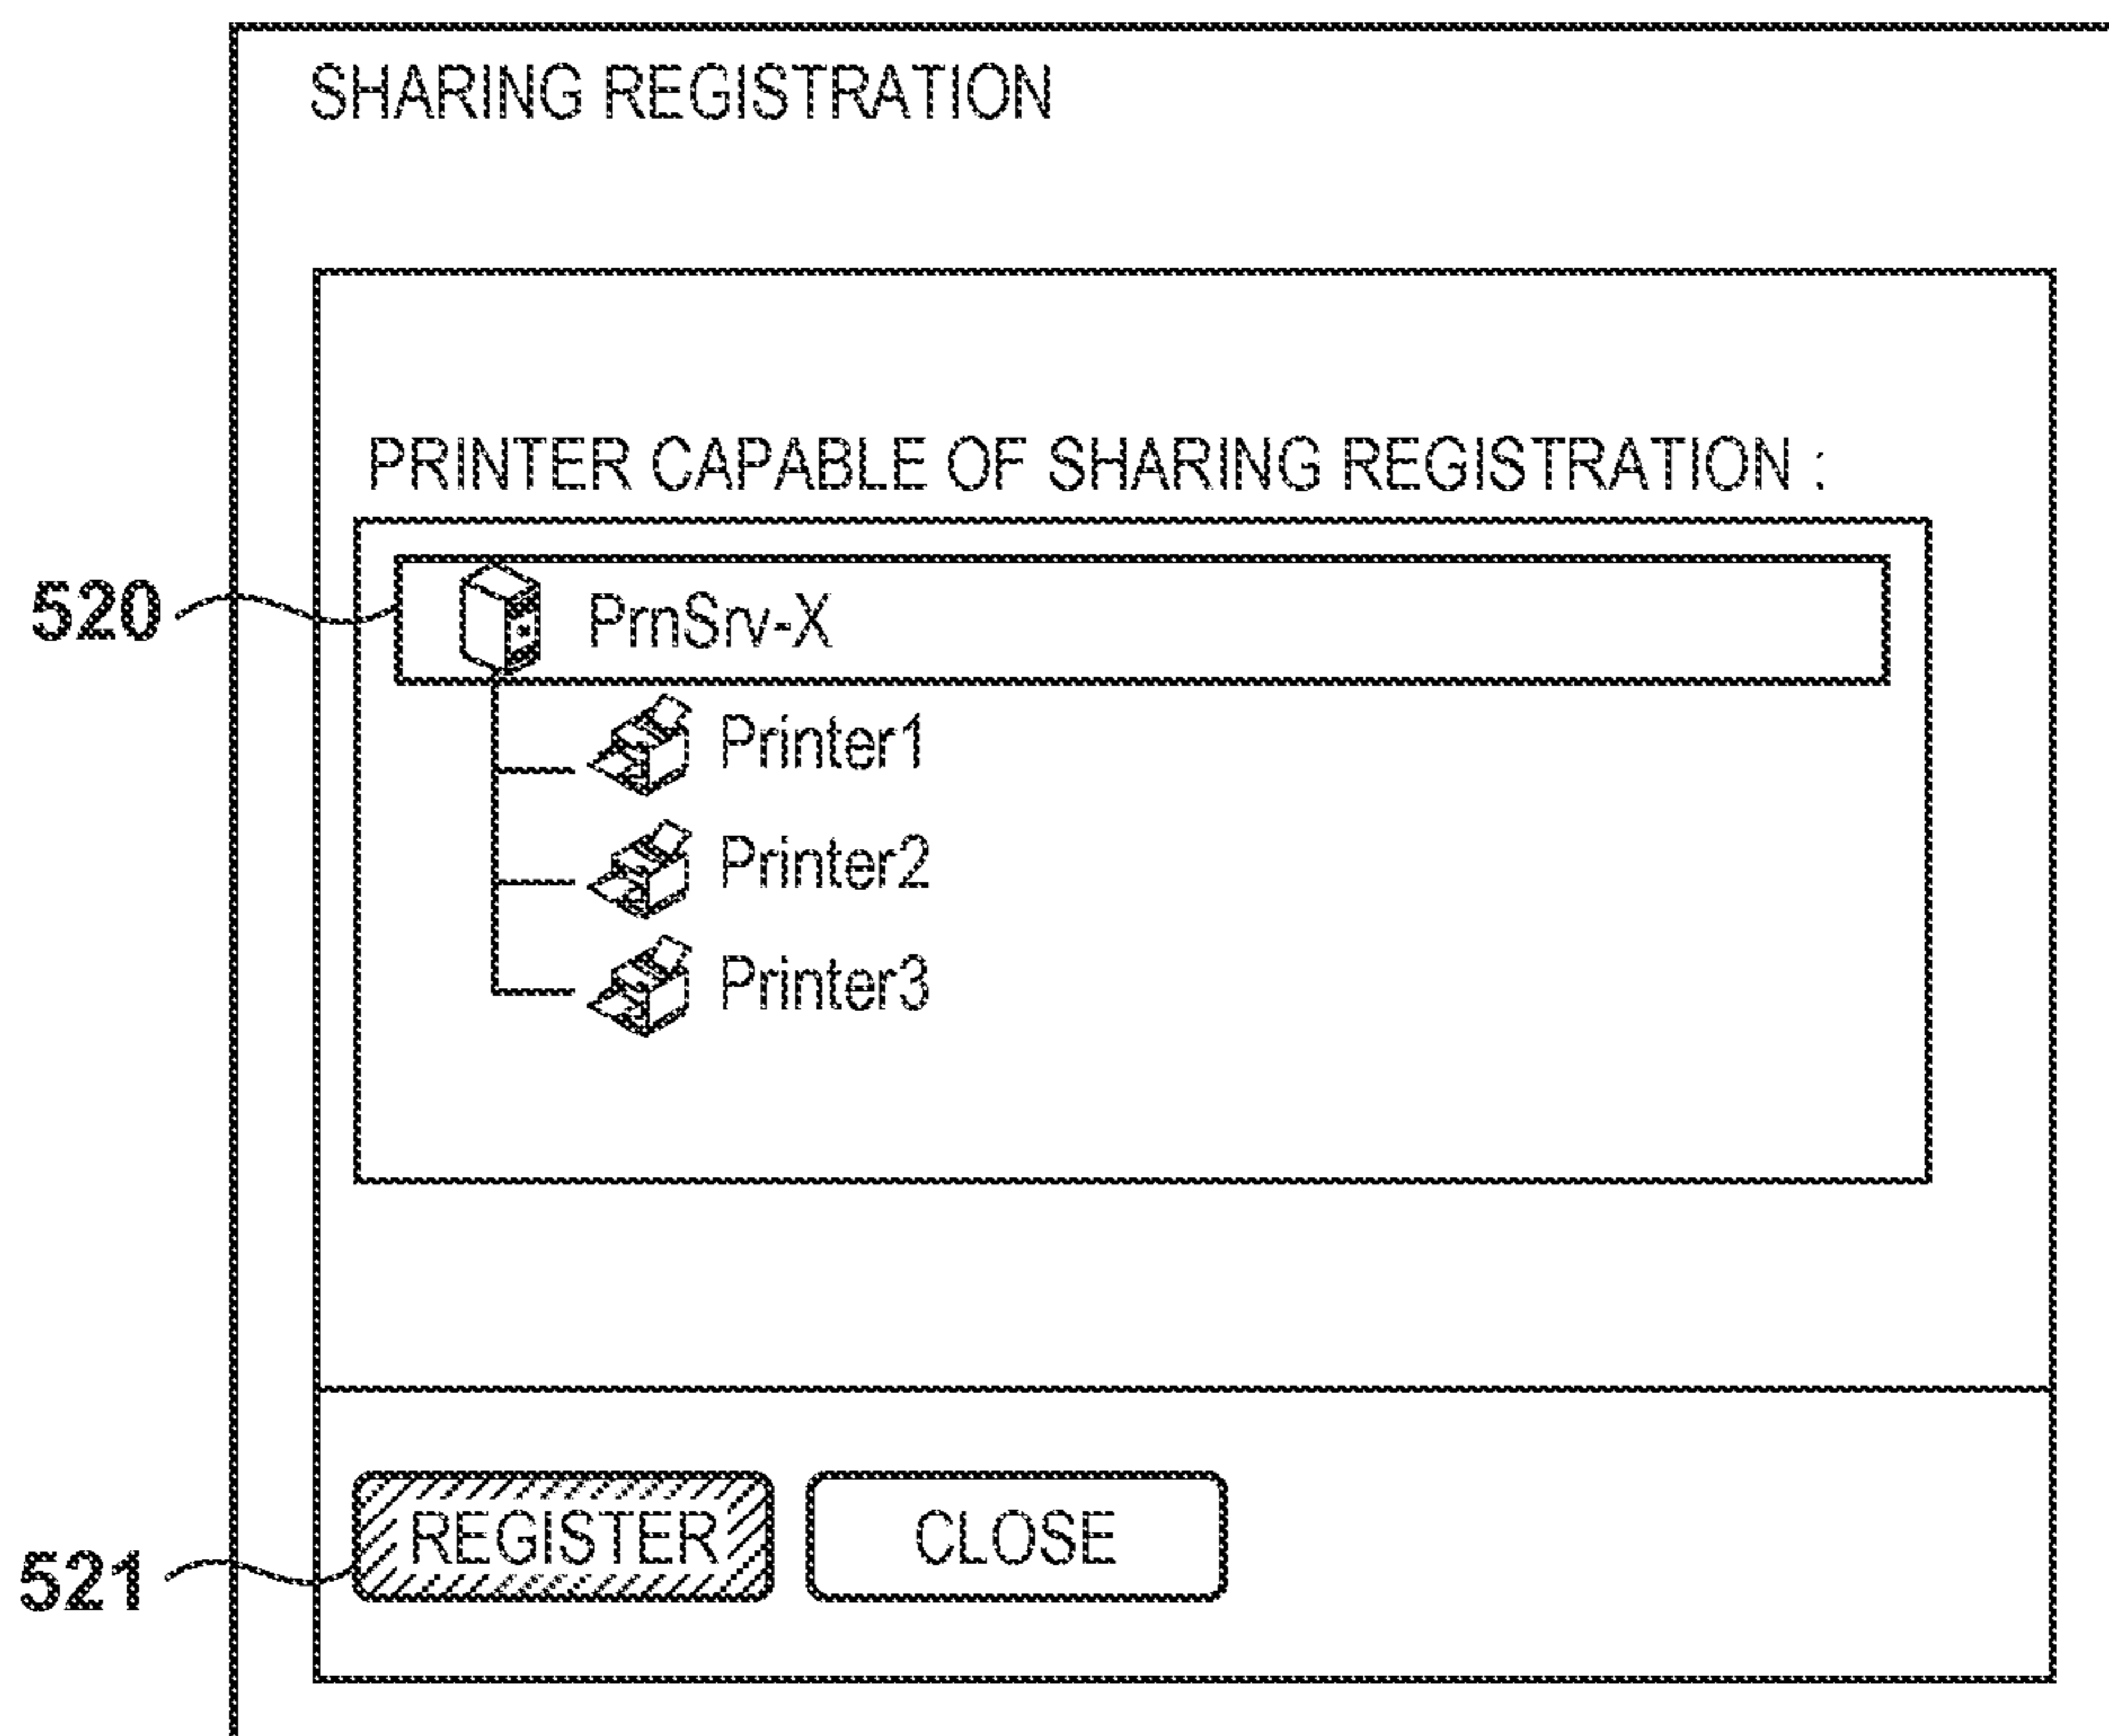 SHARING REGISTRATION
PRINTER CAPABLE OF SHARING REGISTRATION :
520
PrnSrv-X
Printer1
Printer2
Printer3
521
REGISTER
CLOSE